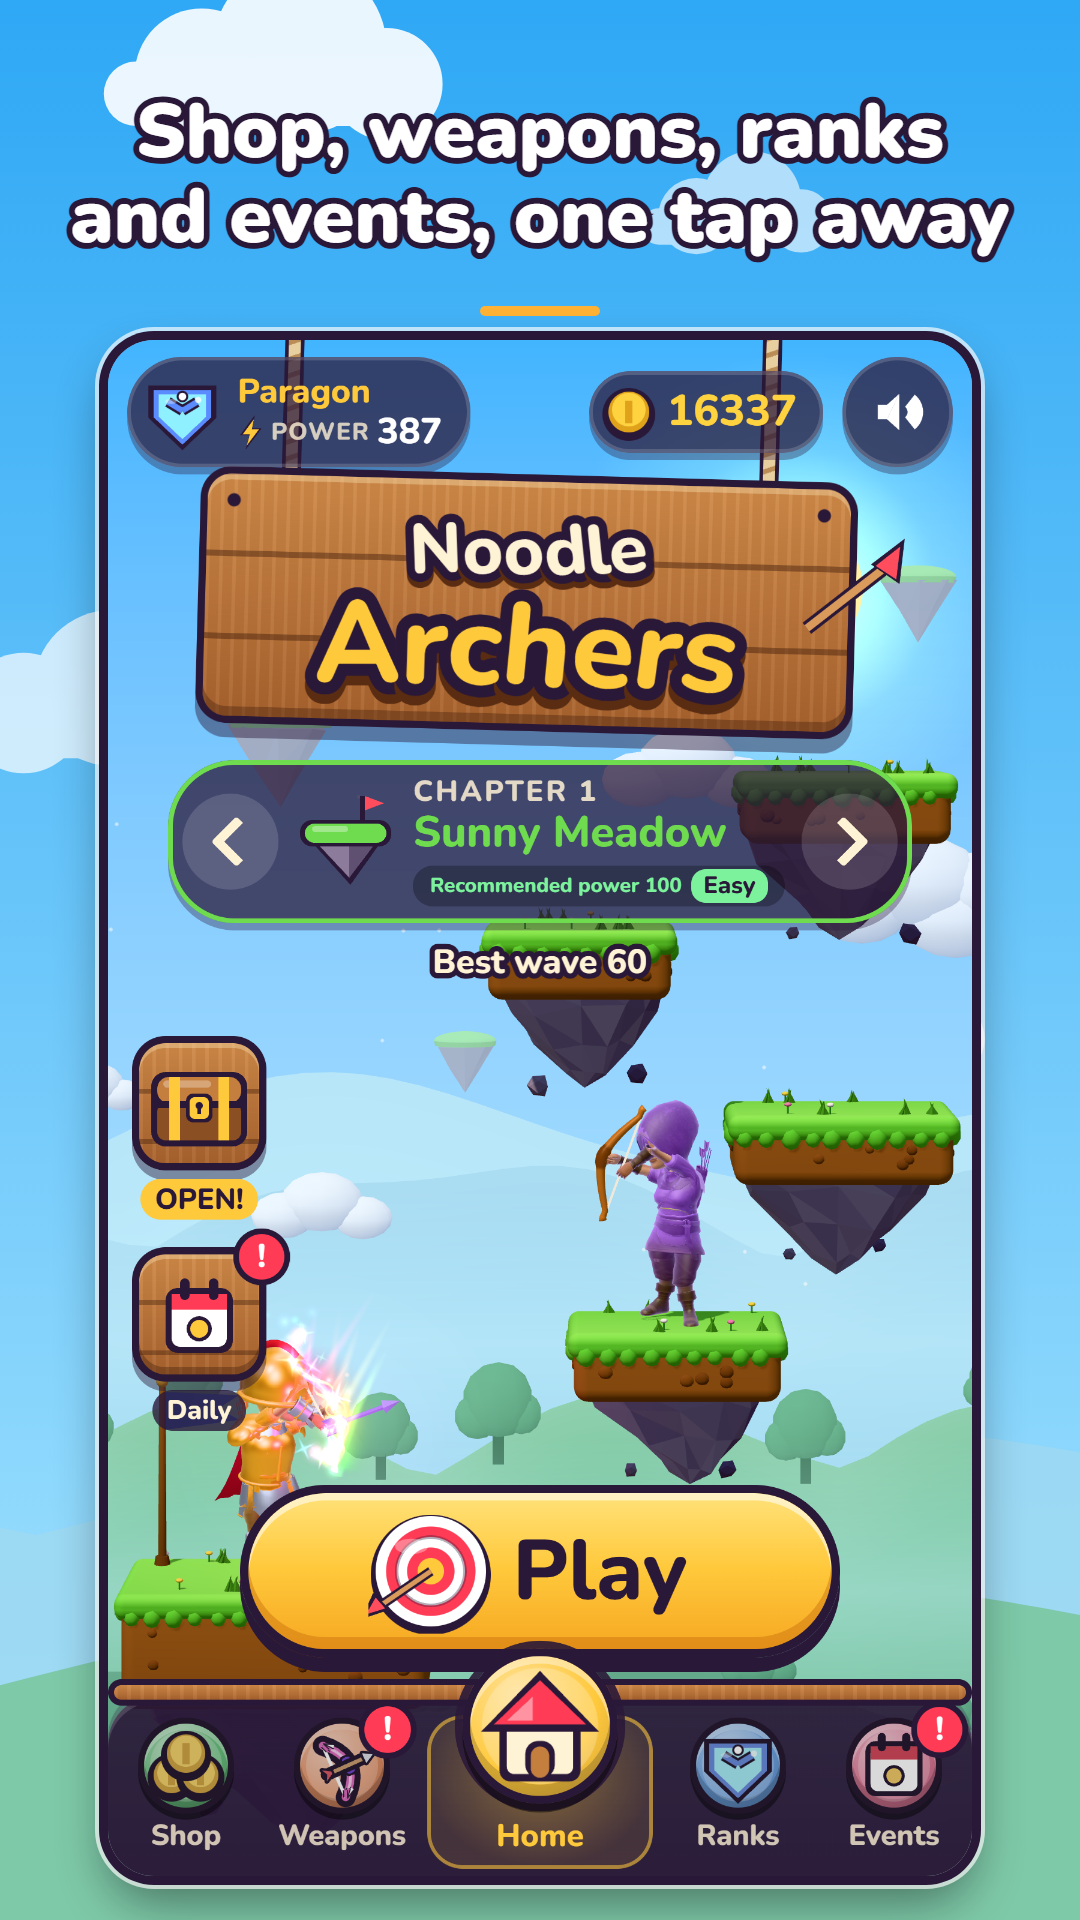 Shop, weapons, ranks
and events, one tap away
Paragon
POWER 387
16337
Noodle
Archers
CHAPTER 1
Sunny Meadow
Recommended power 100 Easy
Best wave 60
OPEN!
!
Daily
Play
!
!
Shop
Weapons
Home
Ranks
Events